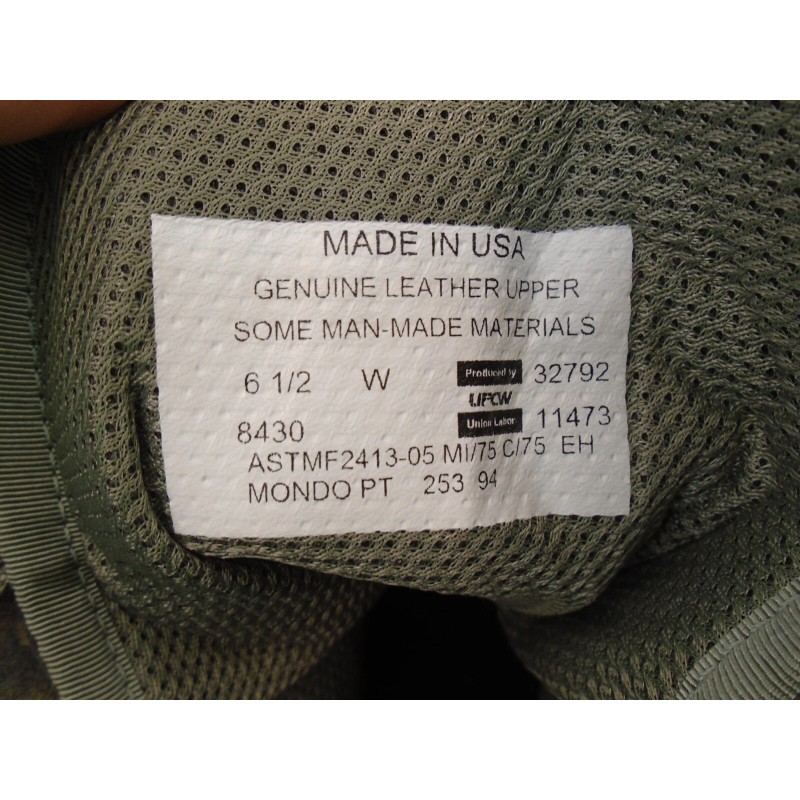 MADE IN USA
GENUINE LEATHER UPPER
SOME MAN-MADE MATERIALS
6 1/2 W Produced by 32792
UFCW
8430 Union Labor 11473
ASTMF2413-05 MI/75 C/75 EH
MONDO PT 253 94